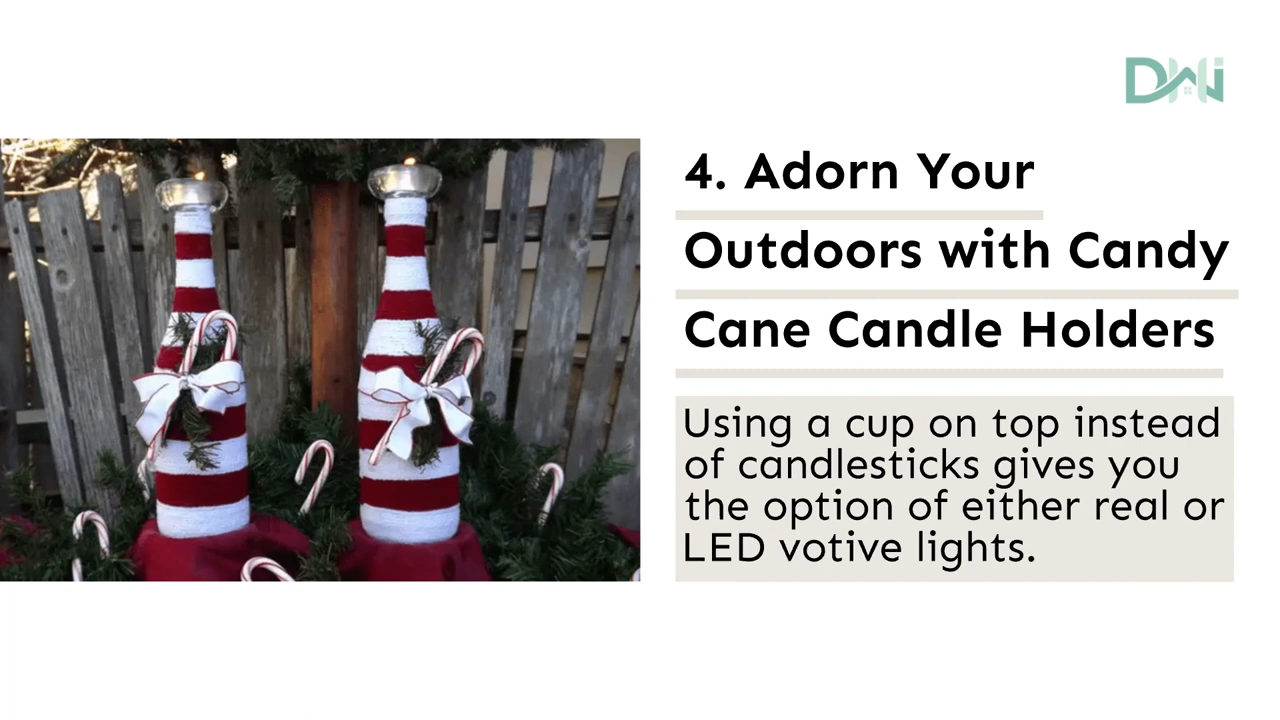 DHi
4. Adorn Your
Outdoors with Candy
Cane Candle Holders
Using a cup on top instead
of candlesticks gives you
the option of either real or
LED votive lights.